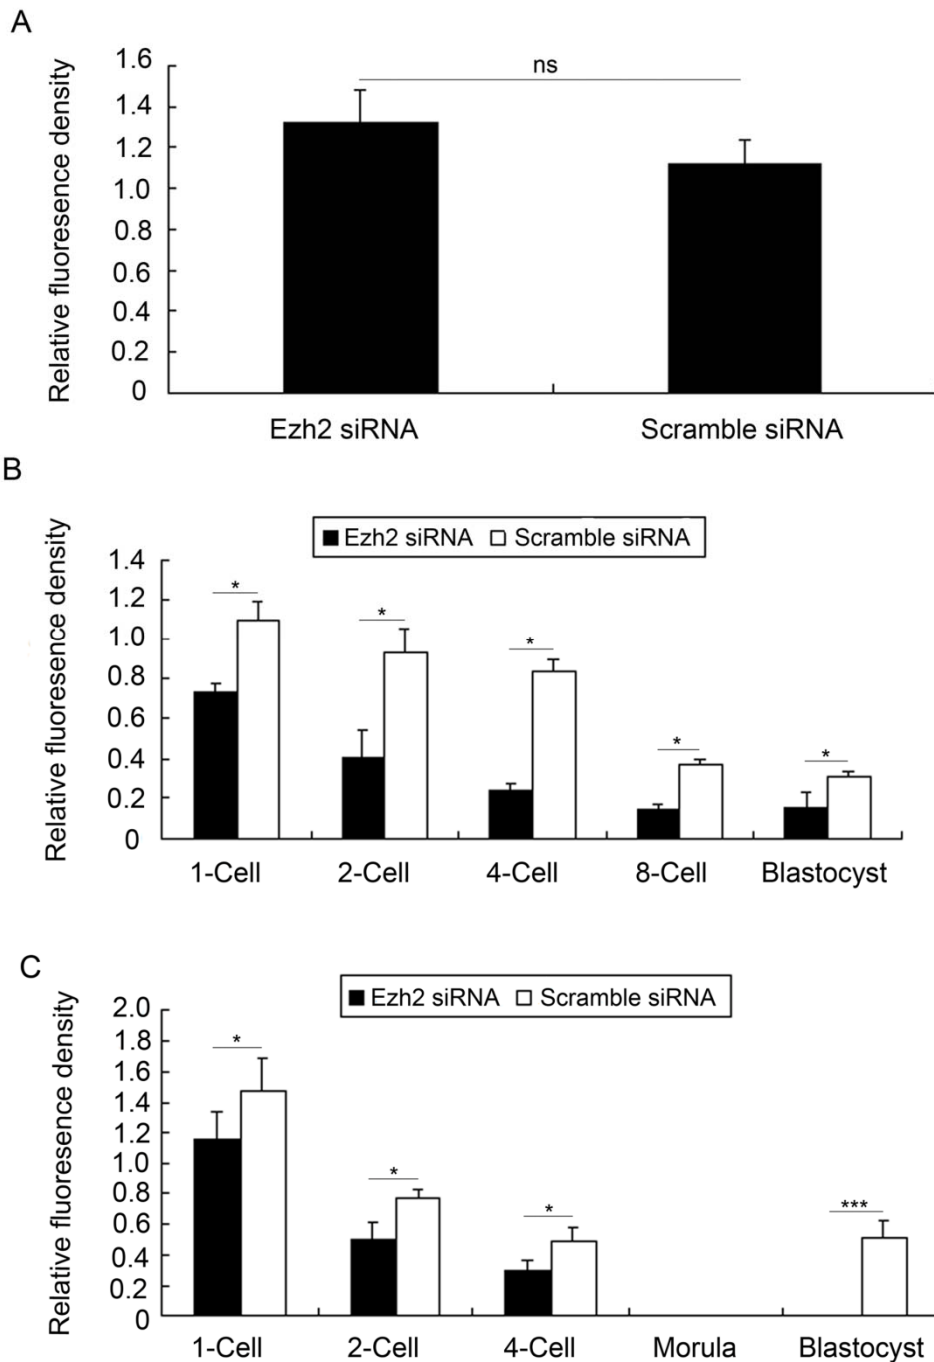 A
Relative fluoresence density
1.6
1.4
1.2
1.0
0.8
0.6
0.4
0.2
0
ns
Ezh2 siRNA Scramble siRNA
B
Relative fluoresence density
Ezh2 siRNA Scramble siRNA
1.4
1.2
1.0
0.8
0.6
0.4
0.2
0
* * * * *
1-Cell 2-Cell 4-Cell 8-Cell Blastocyst
C
Relative fluoresence density
Ezh2 siRNA Scramble siRNA
2.0
1.8
1.6
1.4
1.2
1.0
0.8
0.6
0.4
0.2
0
* * * ***
1-Cell 2-Cell 4-Cell Morula Blastocyst